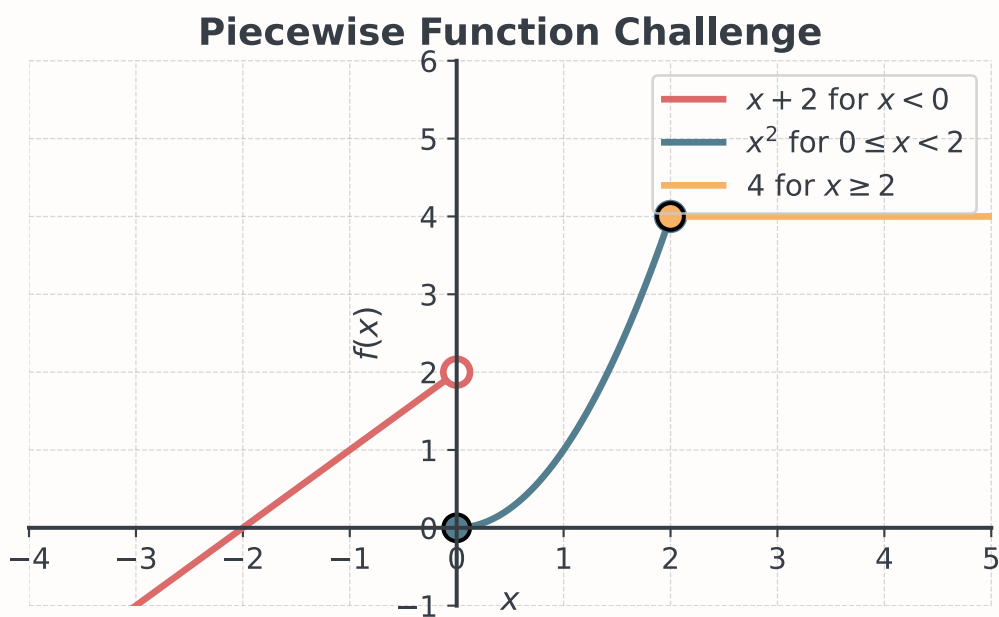 Piecewise Function Challenge
6
x + 2 for x < 0
5
x² for 0 ≤ x < 2
4 for x ≥ 2
4
3
f(x)
2
1
0
−4 −3 −2 −1 0 1 2 3 4 5
x
−1